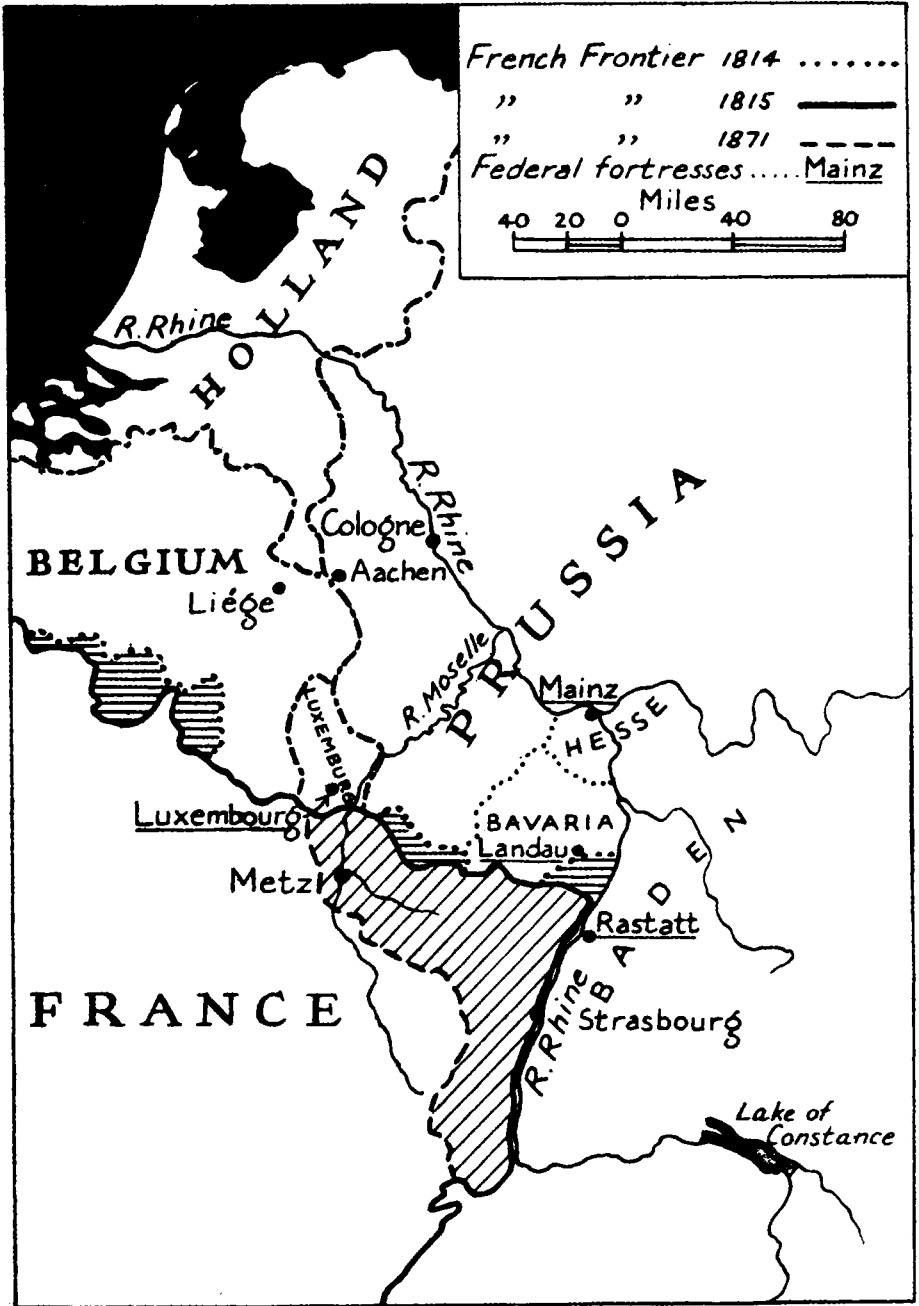 French Frontier 1814 .......
„ „ 1815
„ „ 1871
Federal fortresses ..... Mainz
Miles
40 20 0 40 80
HOLLAND
R. Rhine
R. Rhine
Cologne
PRUSSIA
BELGIUM
Aachen
Liége
R. Moselle
LUXEMBURG
Mainz
HESSE
Luxembourg
BAVARIA
Landau
BADEN
Metz
Rastatt
FRANCE
R. Rhine
Strasbourg
Lake of
Constance